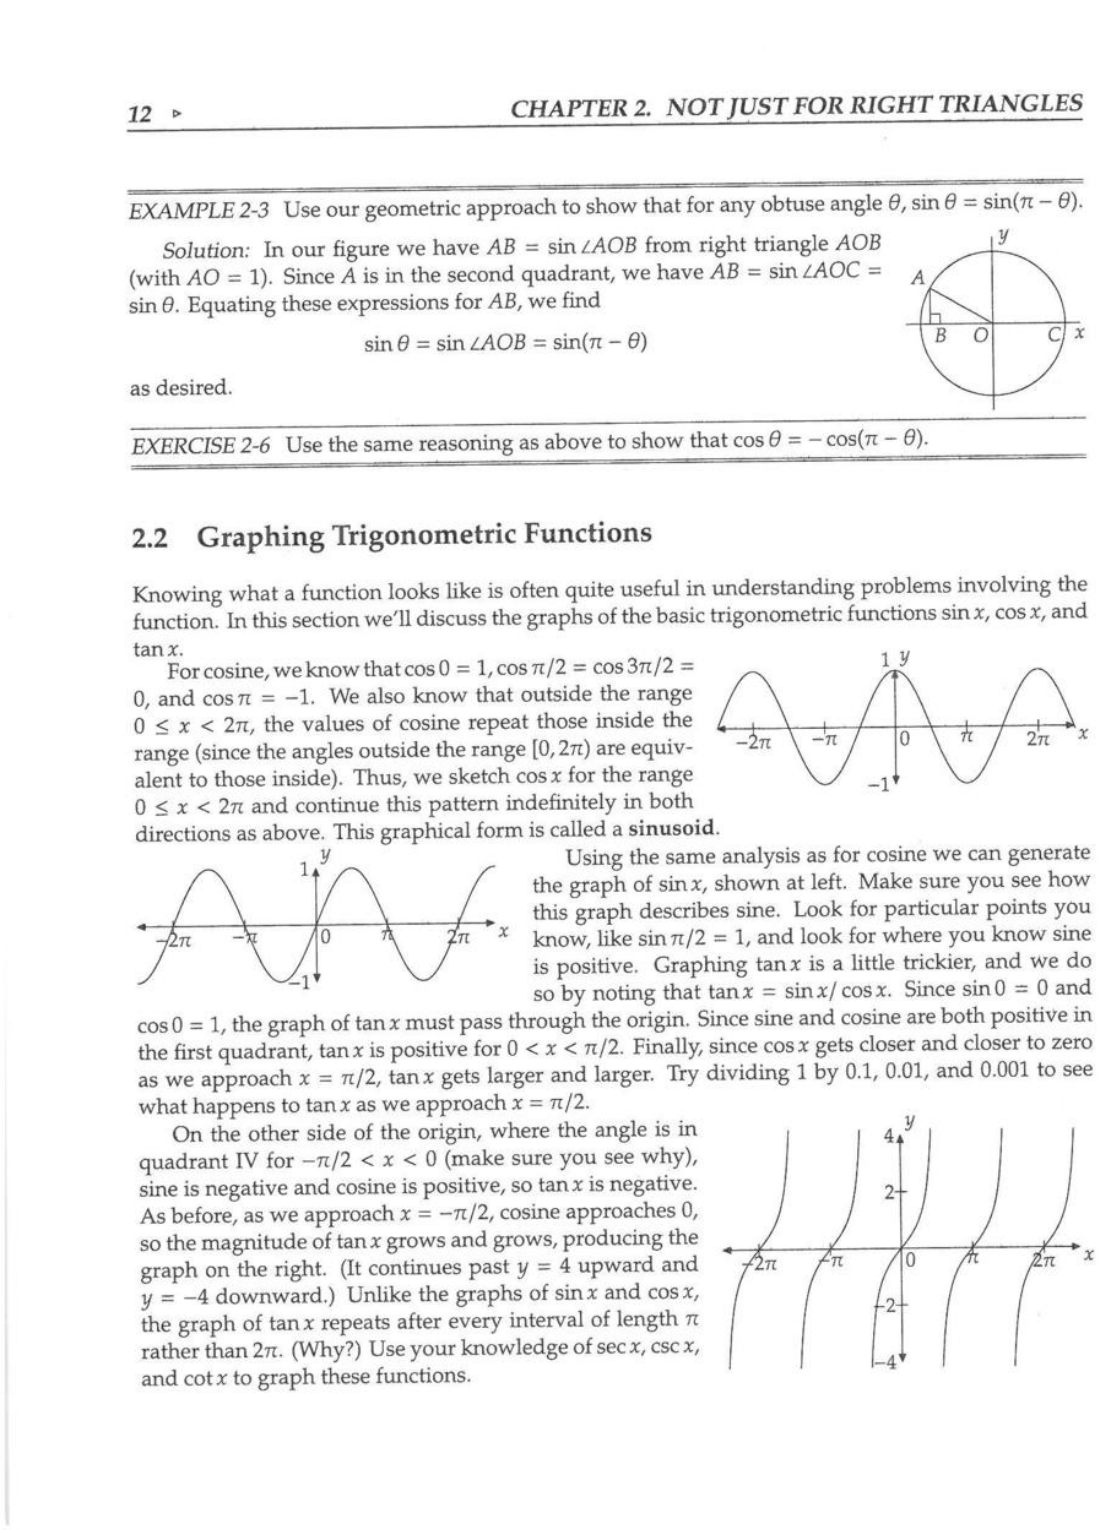 12 ▹ CHAPTER 2. NOT JUST FOR RIGHT TRIANGLES
EXAMPLE 2-3 Use our geometric approach to show that for any obtuse angle θ, sin θ = sin(π − θ).
Solution: In our figure we have AB = sin ∠AOB from right triangle AOB
(with AO = 1). Since A is in the second quadrant, we have AB = sin ∠AOC =
sin θ. Equating these expressions for AB, we find
sin θ = sin ∠AOB = sin(π − θ)
as desired.
y
A
B O C x
EXERCISE 2-6 Use the same reasoning as above to show that cos θ = − cos(π − θ).
2.2 Graphing Trigonometric Functions
Knowing what a function looks like is often quite useful in understanding problems involving the
function. In this section we'll discuss the graphs of the basic trigonometric functions sin x, cos x, and
tan x.
For cosine, we know that cos 0 = 1, cos π/2 = cos 3π/2 =
0, and cos π = −1. We also know that outside the range
0 ≤ x < 2π, the values of cosine repeat those inside the
range (since the angles outside the range [0, 2π) are equiv-
alent to those inside). Thus, we sketch cos x for the range
0 ≤ x < 2π and continue this pattern indefinitely in both
directions as above. This graphical form is called a sinusoid.
1 y
−2π −π 0 π 2π x
−1
1 y
−2π −π 0 π 2π x
−1
Using the same analysis as for cosine we can generate
the graph of sin x, shown at left. Make sure you see how
this graph describes sine. Look for particular points you
know, like sin π/2 = 1, and look for where you know sine
is positive. Graphing tan x is a little trickier, and we do
so by noting that tan x = sin x/ cos x. Since sin 0 = 0 and
cos 0 = 1, the graph of tan x must pass through the origin. Since sine and cosine are both positive in
the first quadrant, tan x is positive for 0 < x < π/2. Finally, since cos x gets closer and closer to zero
as we approach x = π/2, tan x gets larger and larger. Try dividing 1 by 0.1, 0.01, and 0.001 to see
what happens to tan x as we approach x = π/2.
On the other side of the origin, where the angle is in
quadrant IV for −π/2 < x < 0 (make sure you see why),
sine is negative and cosine is positive, so tan x is negative.
As before, as we approach x = −π/2, cosine approaches 0,
so the magnitude of tan x grows and grows, producing the
graph on the right. (It continues past y = 4 upward and
y = −4 downward.) Unlike the graphs of sin x and cos x,
the graph of tan x repeats after every interval of length π
rather than 2π. (Why?) Use your knowledge of sec x, csc x,
and cot x to graph these functions.
4 y
2
−2π −π 0 π 2π x
−2
−4